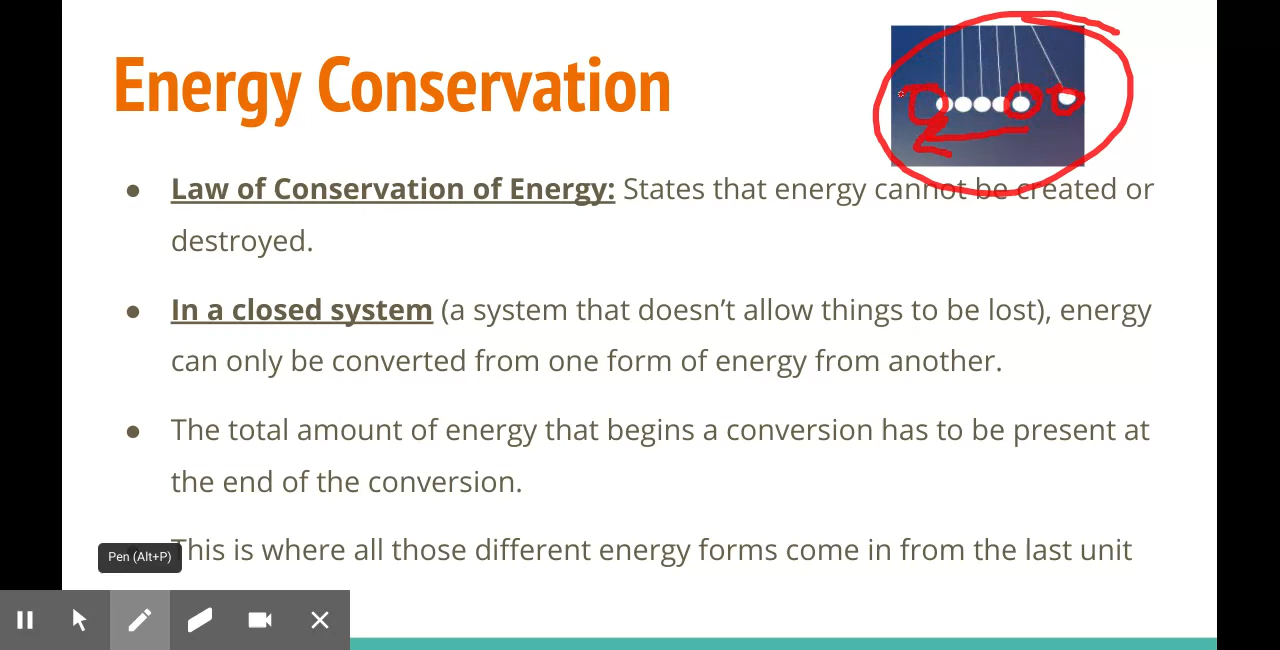 Energy Conservation
● Law of Conservation of Energy: States that energy cannot be created or
destroyed.
● In a closed system (a system that doesn’t allow things to be lost), energy
can only be converted from one form of energy from another.
● The total amount of energy that begins a conversion has to be present at
the end of the conversion.
Pen (Alt+P)
This is where all those different energy forms come in from the last unit